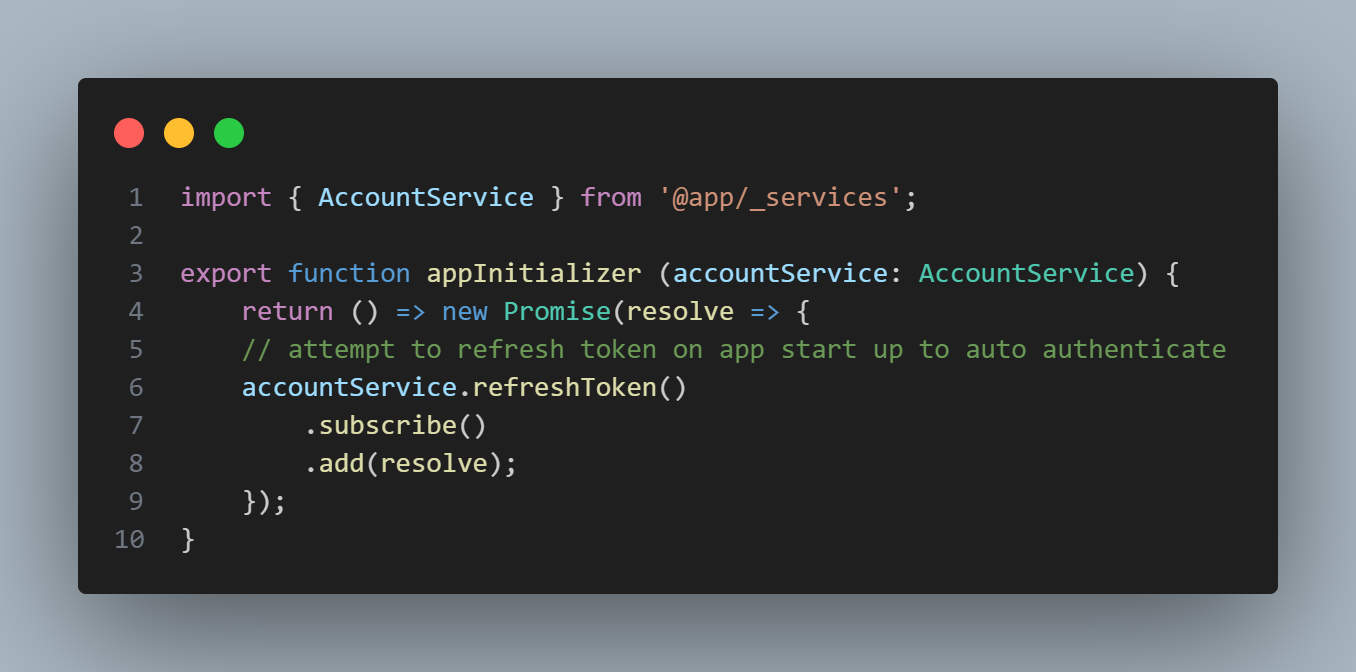 1 import { AccountService } from '@app/_services';
2
3 export function appInitializer (accountService: AccountService) {
4     return () => new Promise(resolve => {
5     // attempt to refresh token on app start up to auto authenticate
6     accountService.refreshToken()
7         .subscribe()
8         .add(resolve);
9     });
10 }